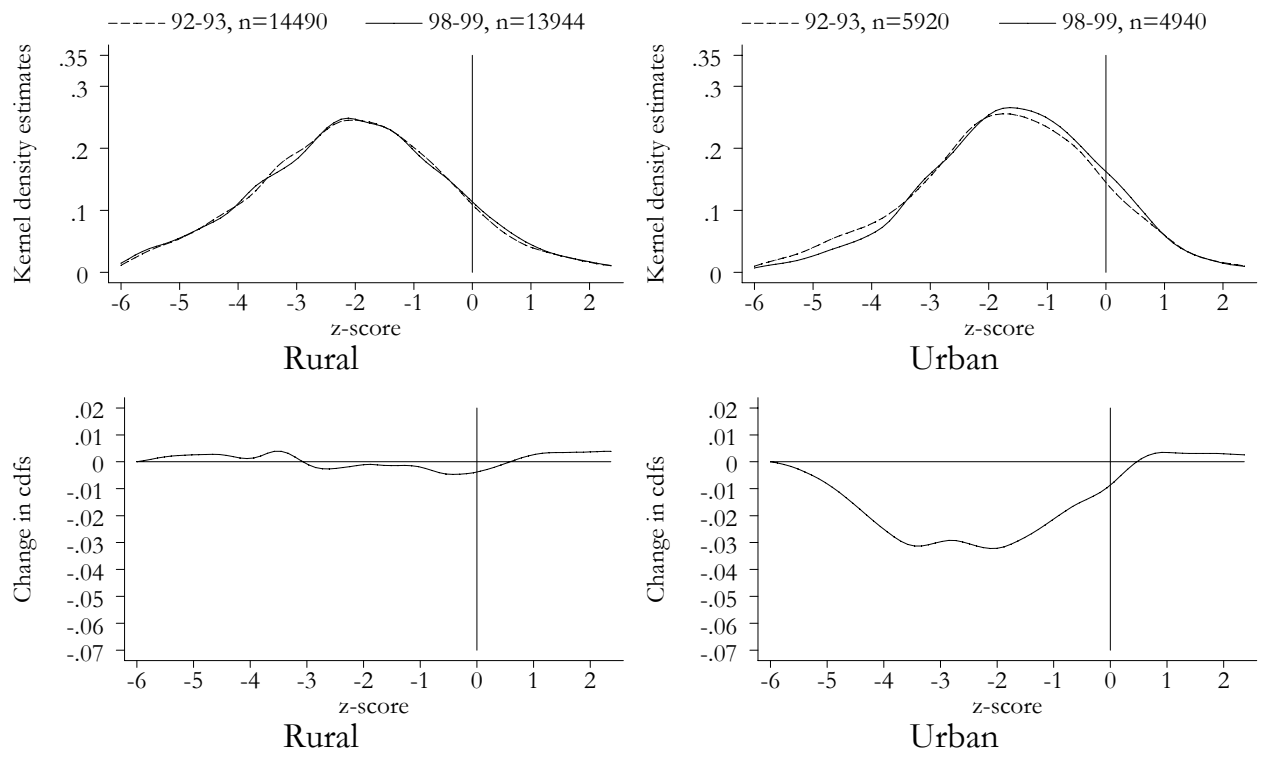 92-93, n=14490 98-99, n=13944
Kernel density estimates
.35
.3
.2
.1
0
-6 -5 -4 -3 -2 -1 0 1 2
z-score
Rural
92-93, n=5920 98-99, n=4940
Kernel density estimates
.35
.3
.2
.1
0
-6 -5 -4 -3 -2 -1 0 1 2
z-score
Urban
Change in cdfs
.02
.01
0
-.01
-.02
-.03
-.04
-.05
-.06
-.07
-6 -5 -4 -3 -2 -1 0 1 2
z-score
Rural
Change in cdfs
.02
.01
0
-.01
-.02
-.03
-.04
-.05
-.06
-.07
-6 -5 -4 -3 -2 -1 0 1 2
z-score
Urban